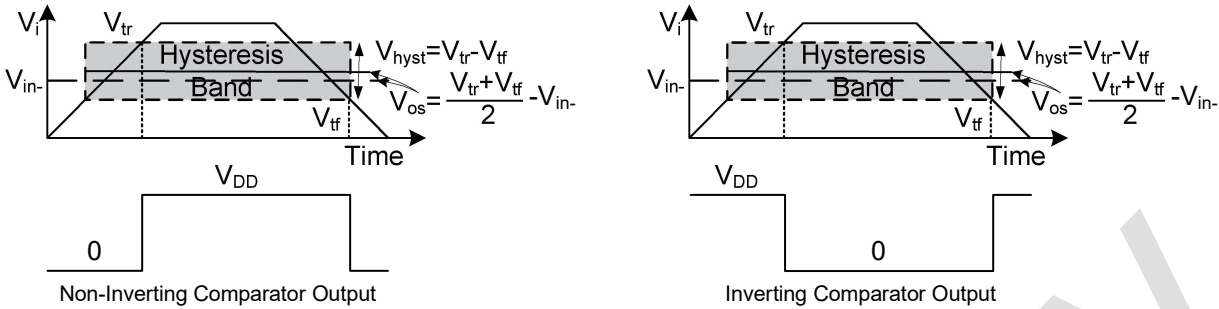 Vi
Vtr
Hysteresis
Band
Vhyst=Vtr-Vtf
Vin-
Vos= Vtr+Vtf / 2 -Vin-
Vtf
Time
VDD
0
Non-Inverting Comparator Output
Vi
Vtr
Hysteresis
Band
Vhyst=Vtr-Vtf
Vin-
Vos= Vtr+Vtf / 2 -Vin-
Vtf
Time
VDD
0
Inverting Comparator Output